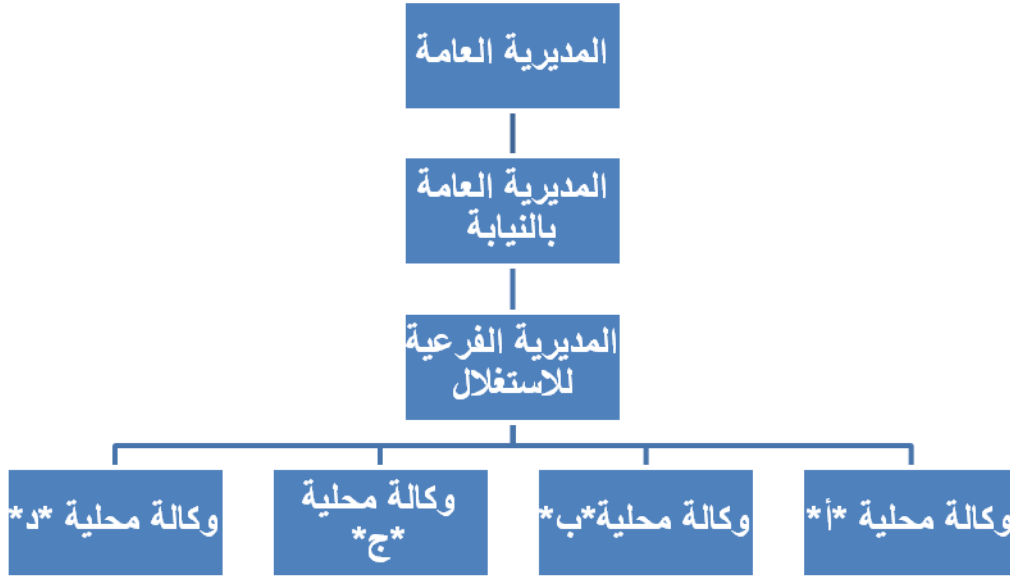 المديرية العامة
المديرية العامة
بالنيابة
المديرية الفرعية
للاستغلال
وكالة محلية *أ*
وكالة محلية*ب*
وكالة محلية
*ج*
وكالة محلية *د*